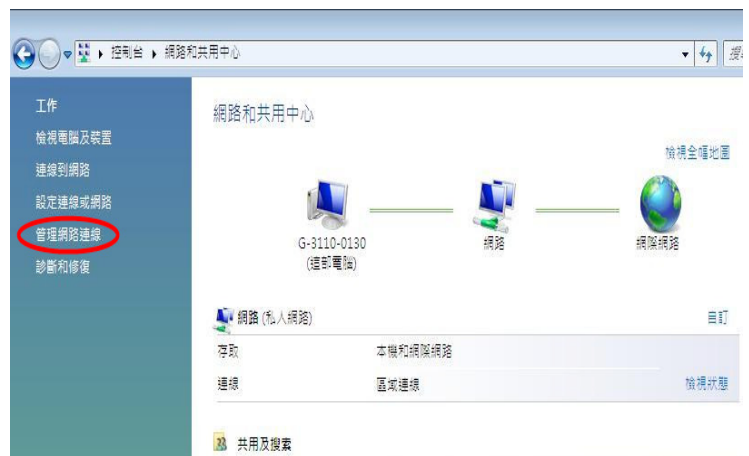 控制台 網路和共用中心
工作
檢視電腦及裝置
連線到網路
設定連線或網路
管理網路連線
診斷和修復
網路和共用中心
檢視全幅地圖
G-3110-0130
(這部電腦)
網路
網際網路
網路 (私人網路)
自訂
存取
本機和網際網路
連線
區域連線
檢視狀態
共用及搜索